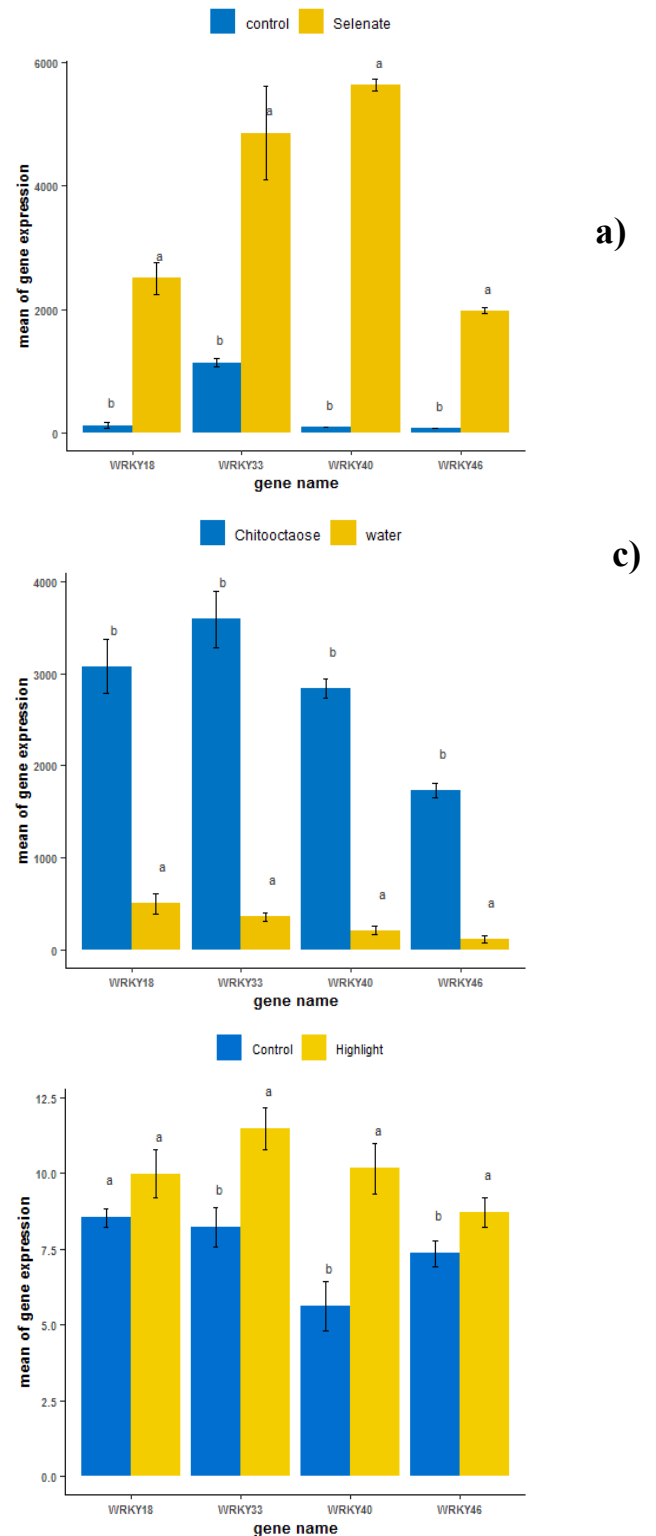 control Selenate
a
6000
a
4000
a)
mean of gene expression
a
a
2000
b
b
b
b
0
WRKY18 WRKY33 WRKY40 WRKY46
gene name
Chitooctaose water
c)
4000
b
b
b
3000
mean of gene expression
b
2000
1000
a
a
a
a
0
WRKY18 WRKY33 WRKY40 WRKY46
gene name
Control Highlight
12.5
a
a
a
10.0
a
a
b
b
mean of gene expression
7.5
b
5.0
2.5
0.0
WRKY18 WRKY33 WRKY40 WRKY46
gene name